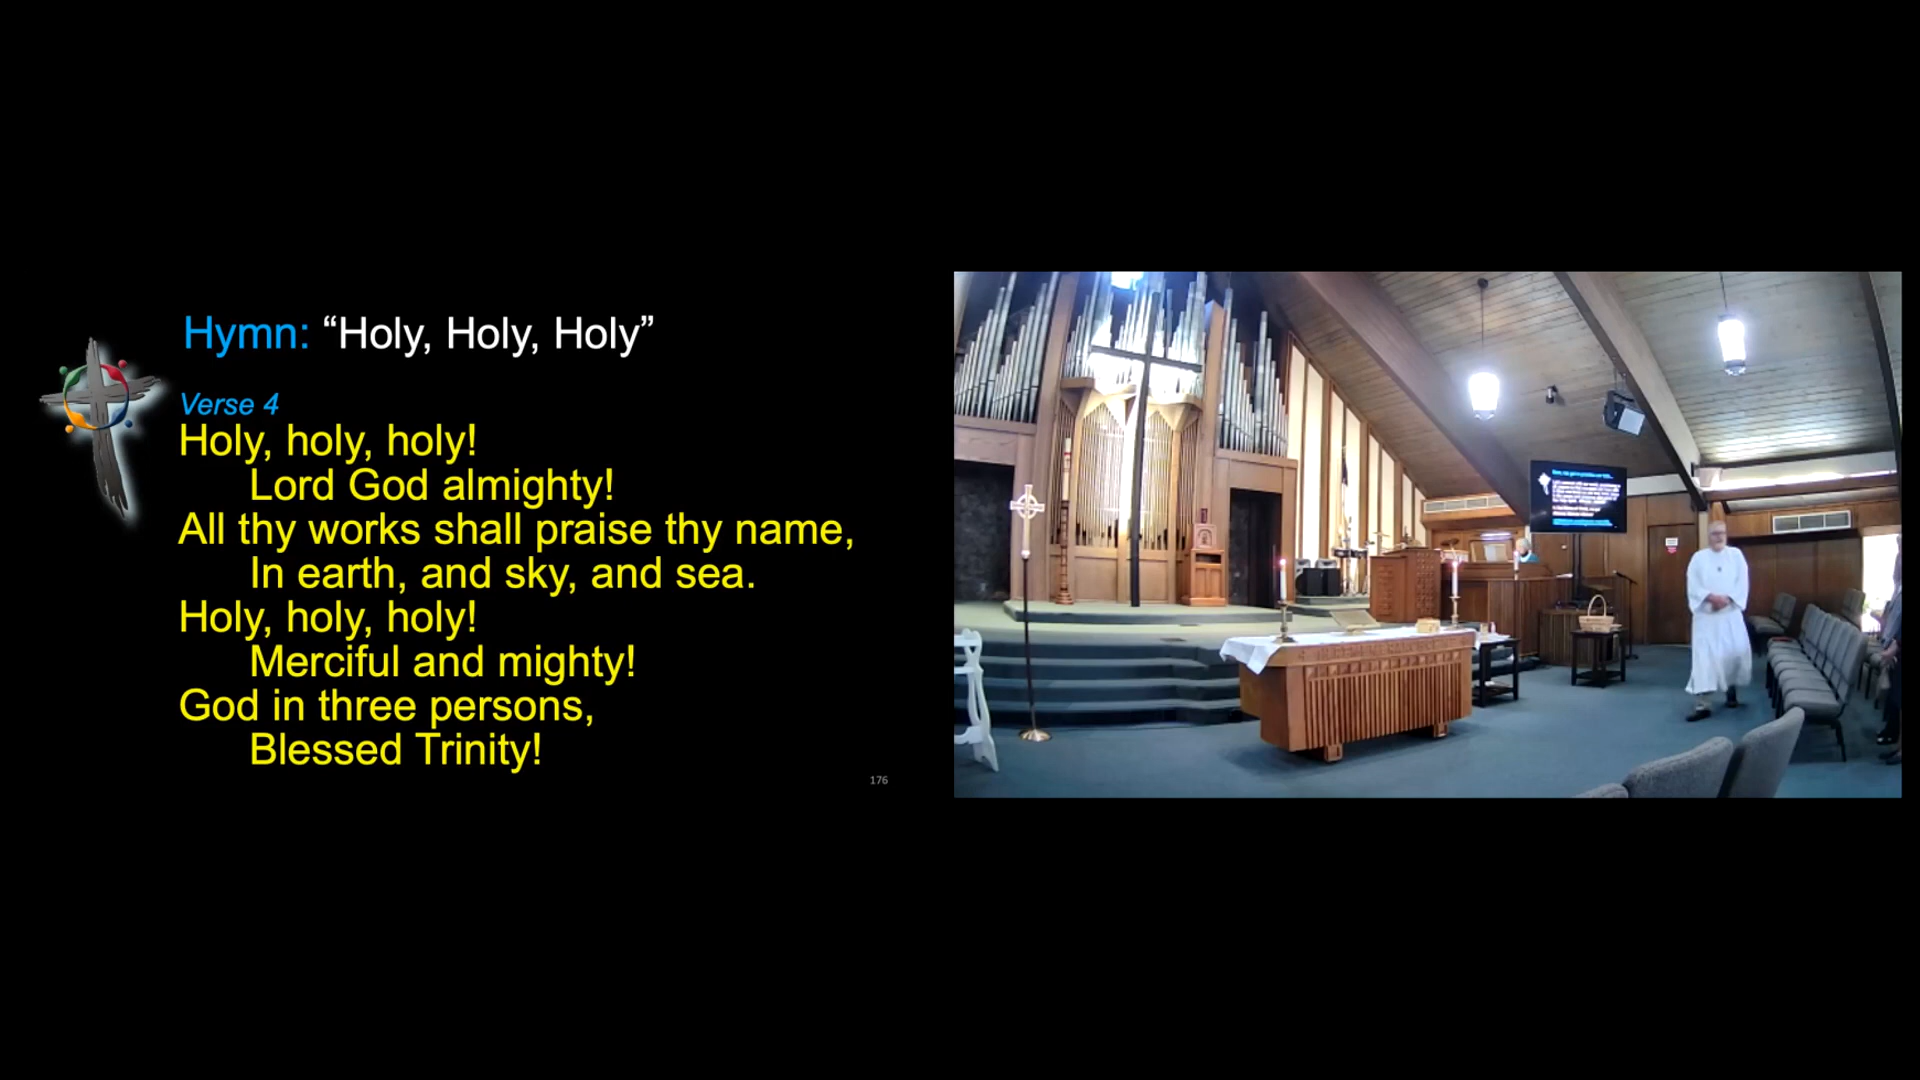 Hymn: “Holy, Holy, Holy”
Verse 4
Holy, holy, holy!
Lord God almighty!
All thy works shall praise thy name,
In earth, and sky, and sea.
Holy, holy, holy!
Merciful and mighty!
God in three persons,
Blessed Trinity!
176